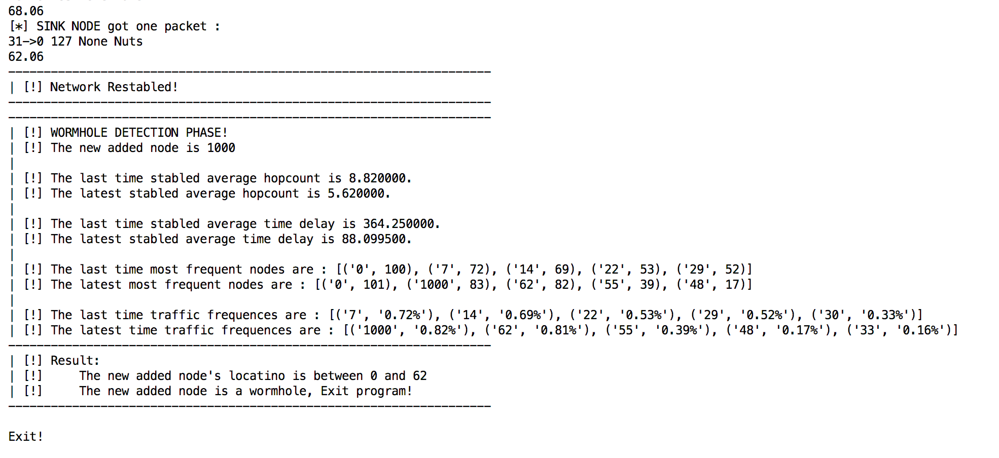 68.06
[*] SINK NODE got one packet :
31->0 127 None Nuts
62.06
--------------------------------------------------------------------
| [!] Network Restabled!
--------------------------------------------------------------------
--------------------------------------------------------------------
| [!] WORMHOLE DETECTION PHASE!
| [!] The new added node is 1000
|
| [!] The last time stabled average hopcount is 8.820000.
| [!] The latest stabled average hopcount is 5.620000.
|
| [!] The last time stabled average time delay is 364.250000.
| [!] The latest stabled average time delay is 88.099500.
|
| [!] The last time most frequent nodes are : [('0', 100), ('7', 72), ('14', 69), ('22', 53), ('29', 52)]
| [!] The latest most frequent nodes are : [('0', 101), ('1000', 83), ('62', 82), ('55', 39), ('48', 17)]
|
| [!] The last time traffic frequences are : [('7', '0.72%'), ('14', '0.69%'), ('22', '0.53%'), ('29', '0.52%'), ('30', '0.33%')]
| [!] The latest time traffic frequences are : [('1000', '0.82%'), ('62', '0.81%'), ('55', '0.39%'), ('48', '0.17%'), ('33', '0.16%')]
--------------------------------------------------------------------
| [!] Result:
| [!]     The new added node's locatino is between 0 and 62
| [!]     The new added node is a wormhole, Exit program!
--------------------------------------------------------------------
Exit!